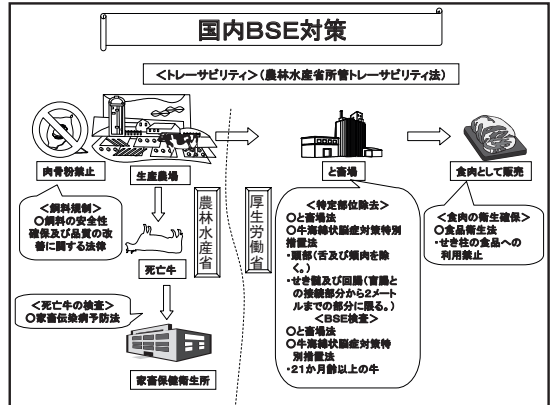 国内BSE対策
＜トレーサビリティ＞（農林水産省所管トレーサビリティ法）
肉骨粉禁止
生産農場
と畜場
食肉として販売
＜飼料規制＞
○飼料の安全性
確保及び品質の改
善に関する法律
農林水産省
厚生労働省
死亡牛
＜死亡牛の検査＞
○家畜伝染病予防法
家畜保健衛生所
＜特定部位除去＞
○と畜場法
○牛海綿状脳症対策特別
措置法
・頭部（舌及び頬肉を除
く。）
・せき髄及び回腸（盲腸と
の接続部分から2メート
ルまでの部分に限る。）
＜BSE検査＞
○と畜場法
○牛海綿状脳症対策特
別措置法
・21か月齢以上の牛
＜食肉の衛生確保＞
○食品衛生法
・せき柱の食品への
利用禁止